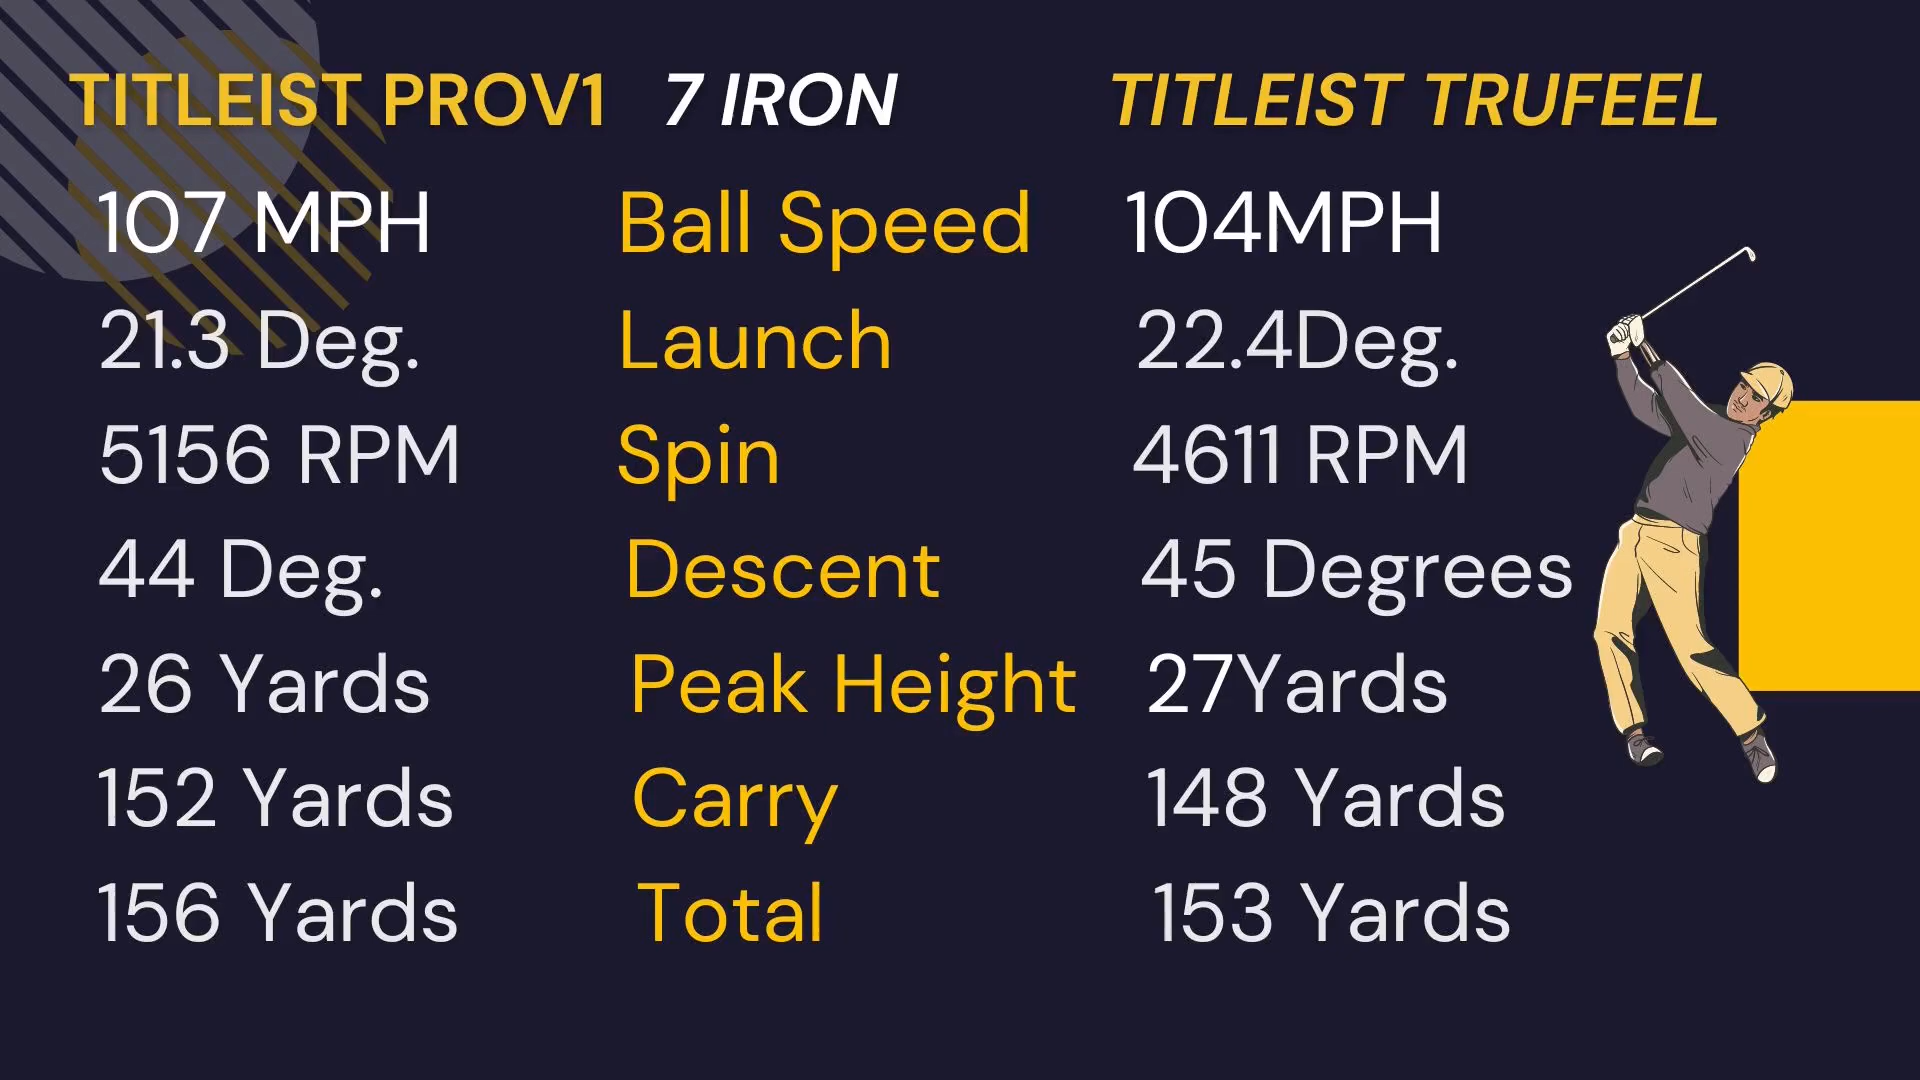 TITLEIST PROV1 7 IRON TITLEIST TRUFEEL
107 MPH Ball Speed 104MPH
21.3 Deg. Launch 22.4Deg.
5156 RPM Spin 4611 RPM
44 Deg. Descent 45 Degrees
26 Yards Peak Height 27Yards
152 Yards Carry 148 Yards
156 Yards Total 153 Yards